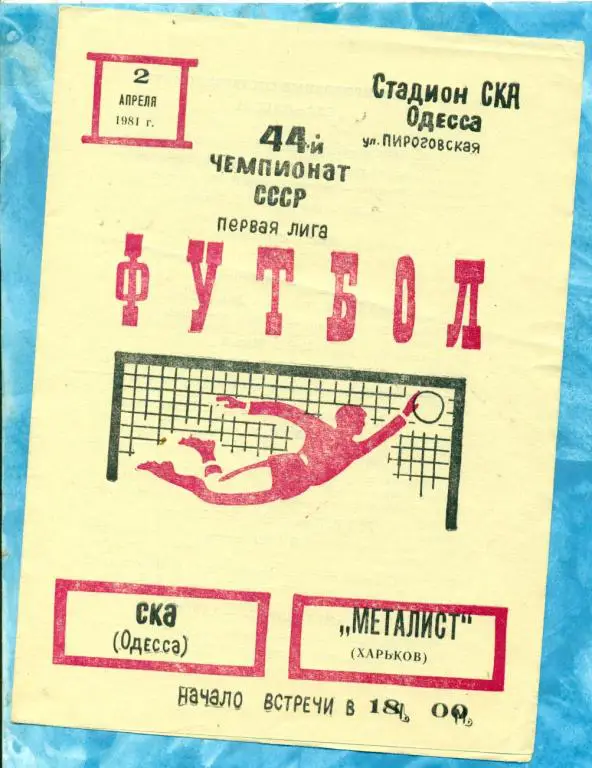 2
АПРЕЛЯ
1981 г.
Стадион СКА
Одесса
ул. ПИРОГОВСКАЯ
44-й
ЧЕМПИОНАТ
СССР
ПЕРВАЯ ЛИГА
ФУТБОЛ
СКА
(Одесса)
„МЕТАЛИСТ"
(ХАРЬКОВ)
НАЧАЛО ВСТРЕЧИ В 18 ч. 00 м.